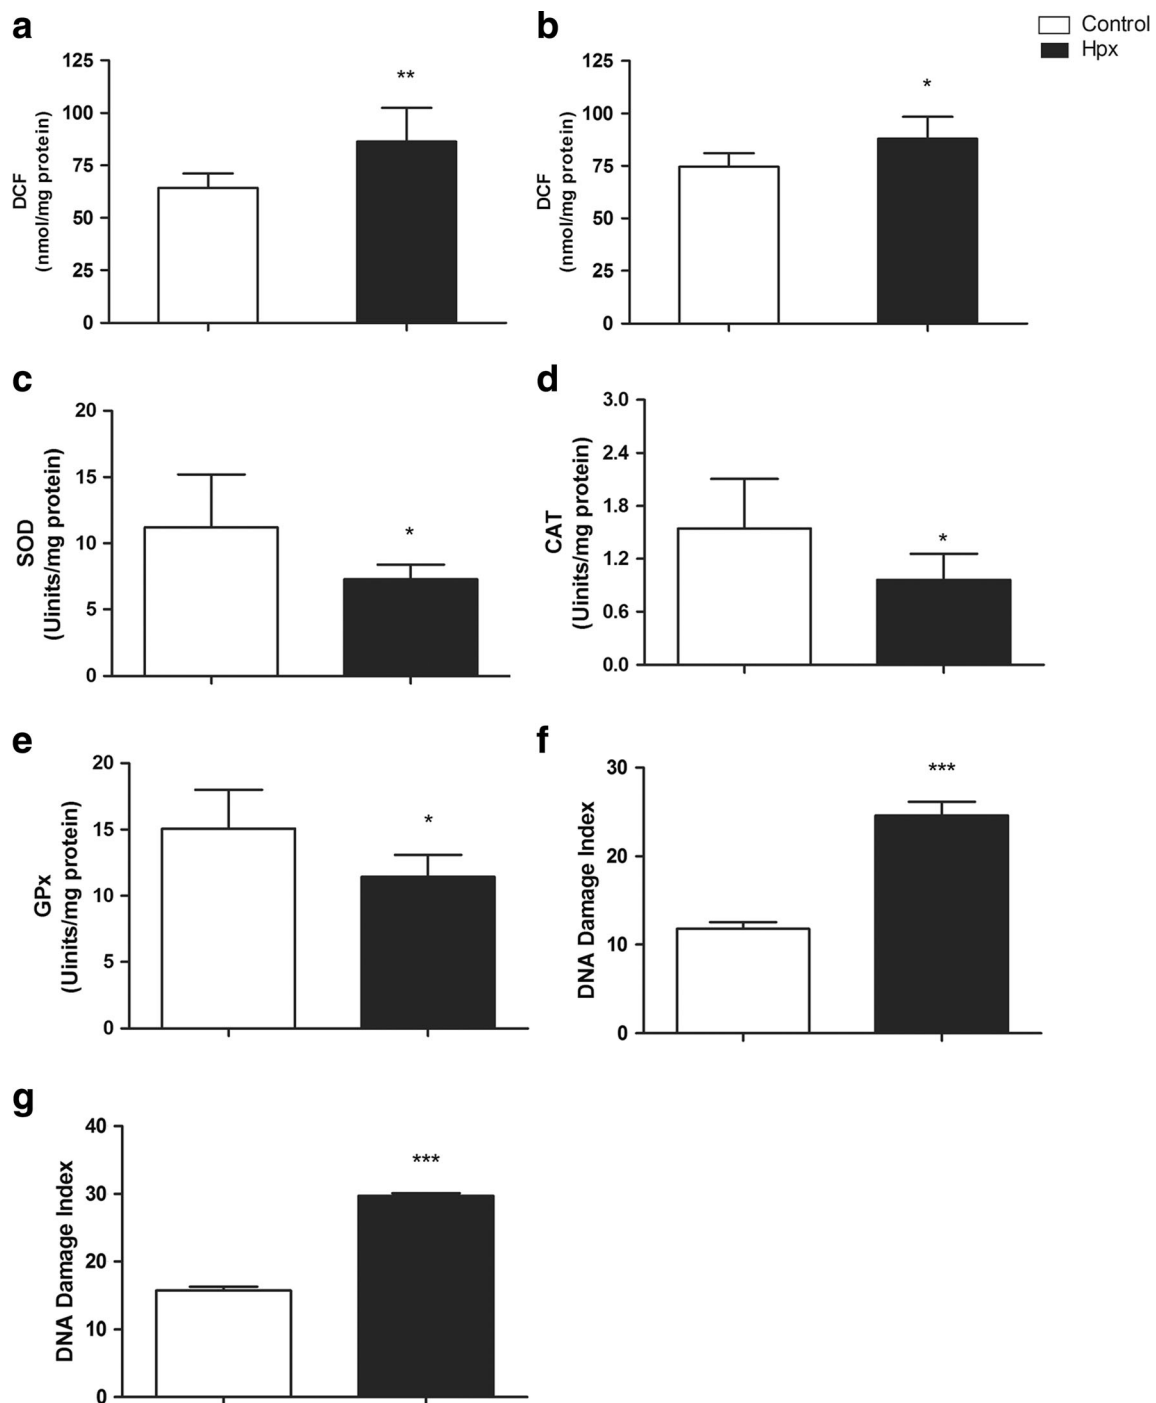 a
125
100
75
50
25
0
DCF
(nmol/mg protein)
**
b
125
100
75
50
25
0
DCF
(nmol/mg protein)
*
Control
Hpx
c
20
15
10
5
0
SOD
(Uinits/mg protein)
*
d
3.0
2.4
1.8
1.2
0.6
0.0
CAT
(Uinits/mg protein)
*
e
20
15
10
5
0
GPx
(Uinits/mg protein)
*
f
30
20
10
0
DNA Damage Index
***
g
40
30
20
10
0
DNA Damage Index
***